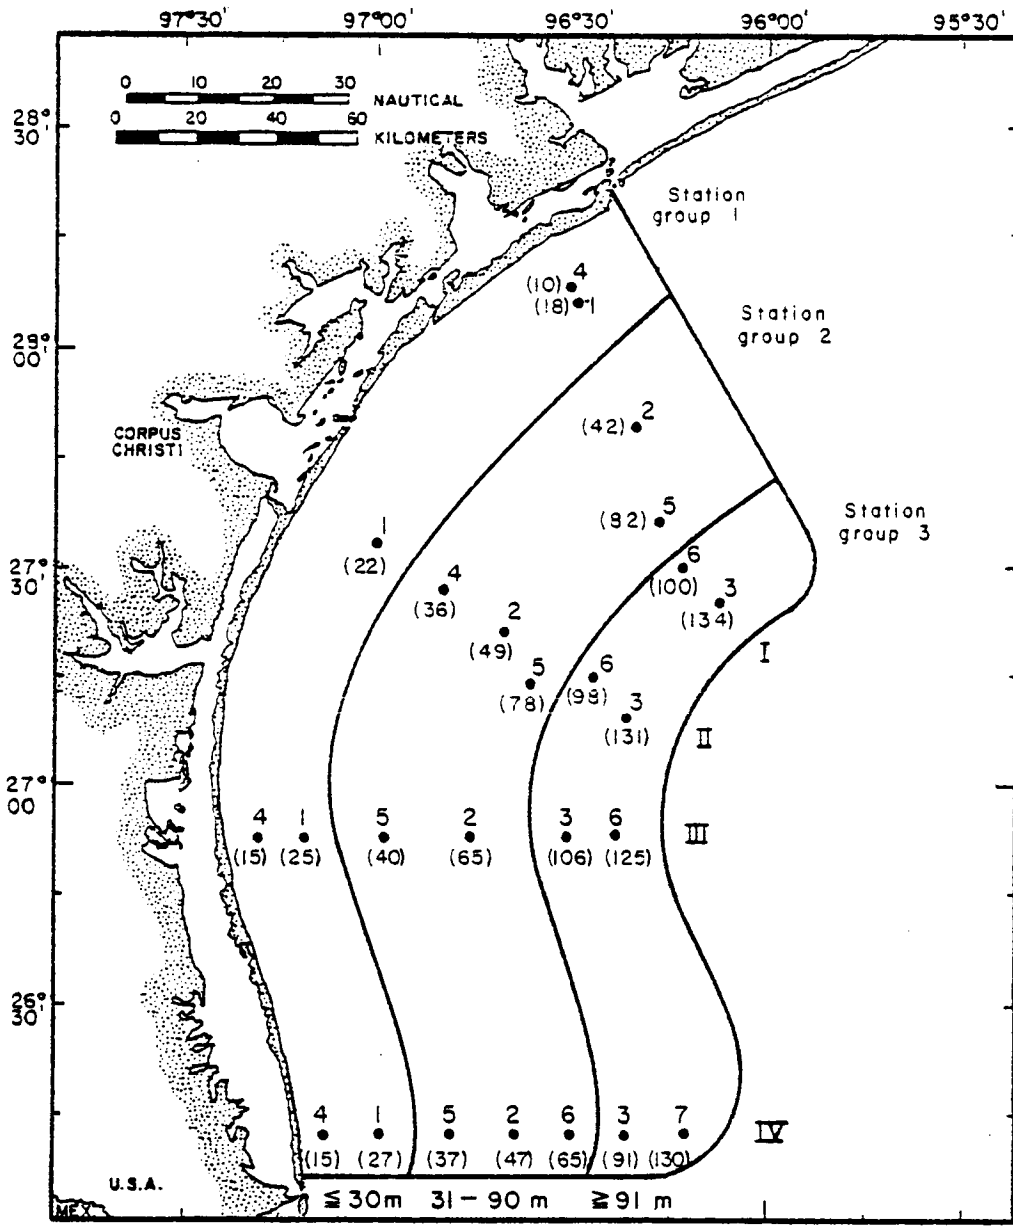 97°30' 97°00' 96°30' 96°00' 95°30'
0 10 20 30
NAUTICAL
0 20 40 60
KILOMETERS
28°
30'
Station
group 1
4
(10)
(18) 1
Station
group 2
29°
00'
2
(42)
CORPUS
CHRISTI
5
(82)
Station
group 3
1
(22)
27°
30'
6
(100)
4
(36)
3
(134)
2
(49)
I
5
(78)
6
(98)
3
(131)
II
27°
00'
4 1 5 2 3 6
III
(15) (25) (40) (65) (106) (125)
26°
30'
4 1 5 2 6 3 7
IV
(15) (27) (37) (47) (65) (91) (130)
U.S.A.
≦30m 31-90 m ≧91 m
MEX